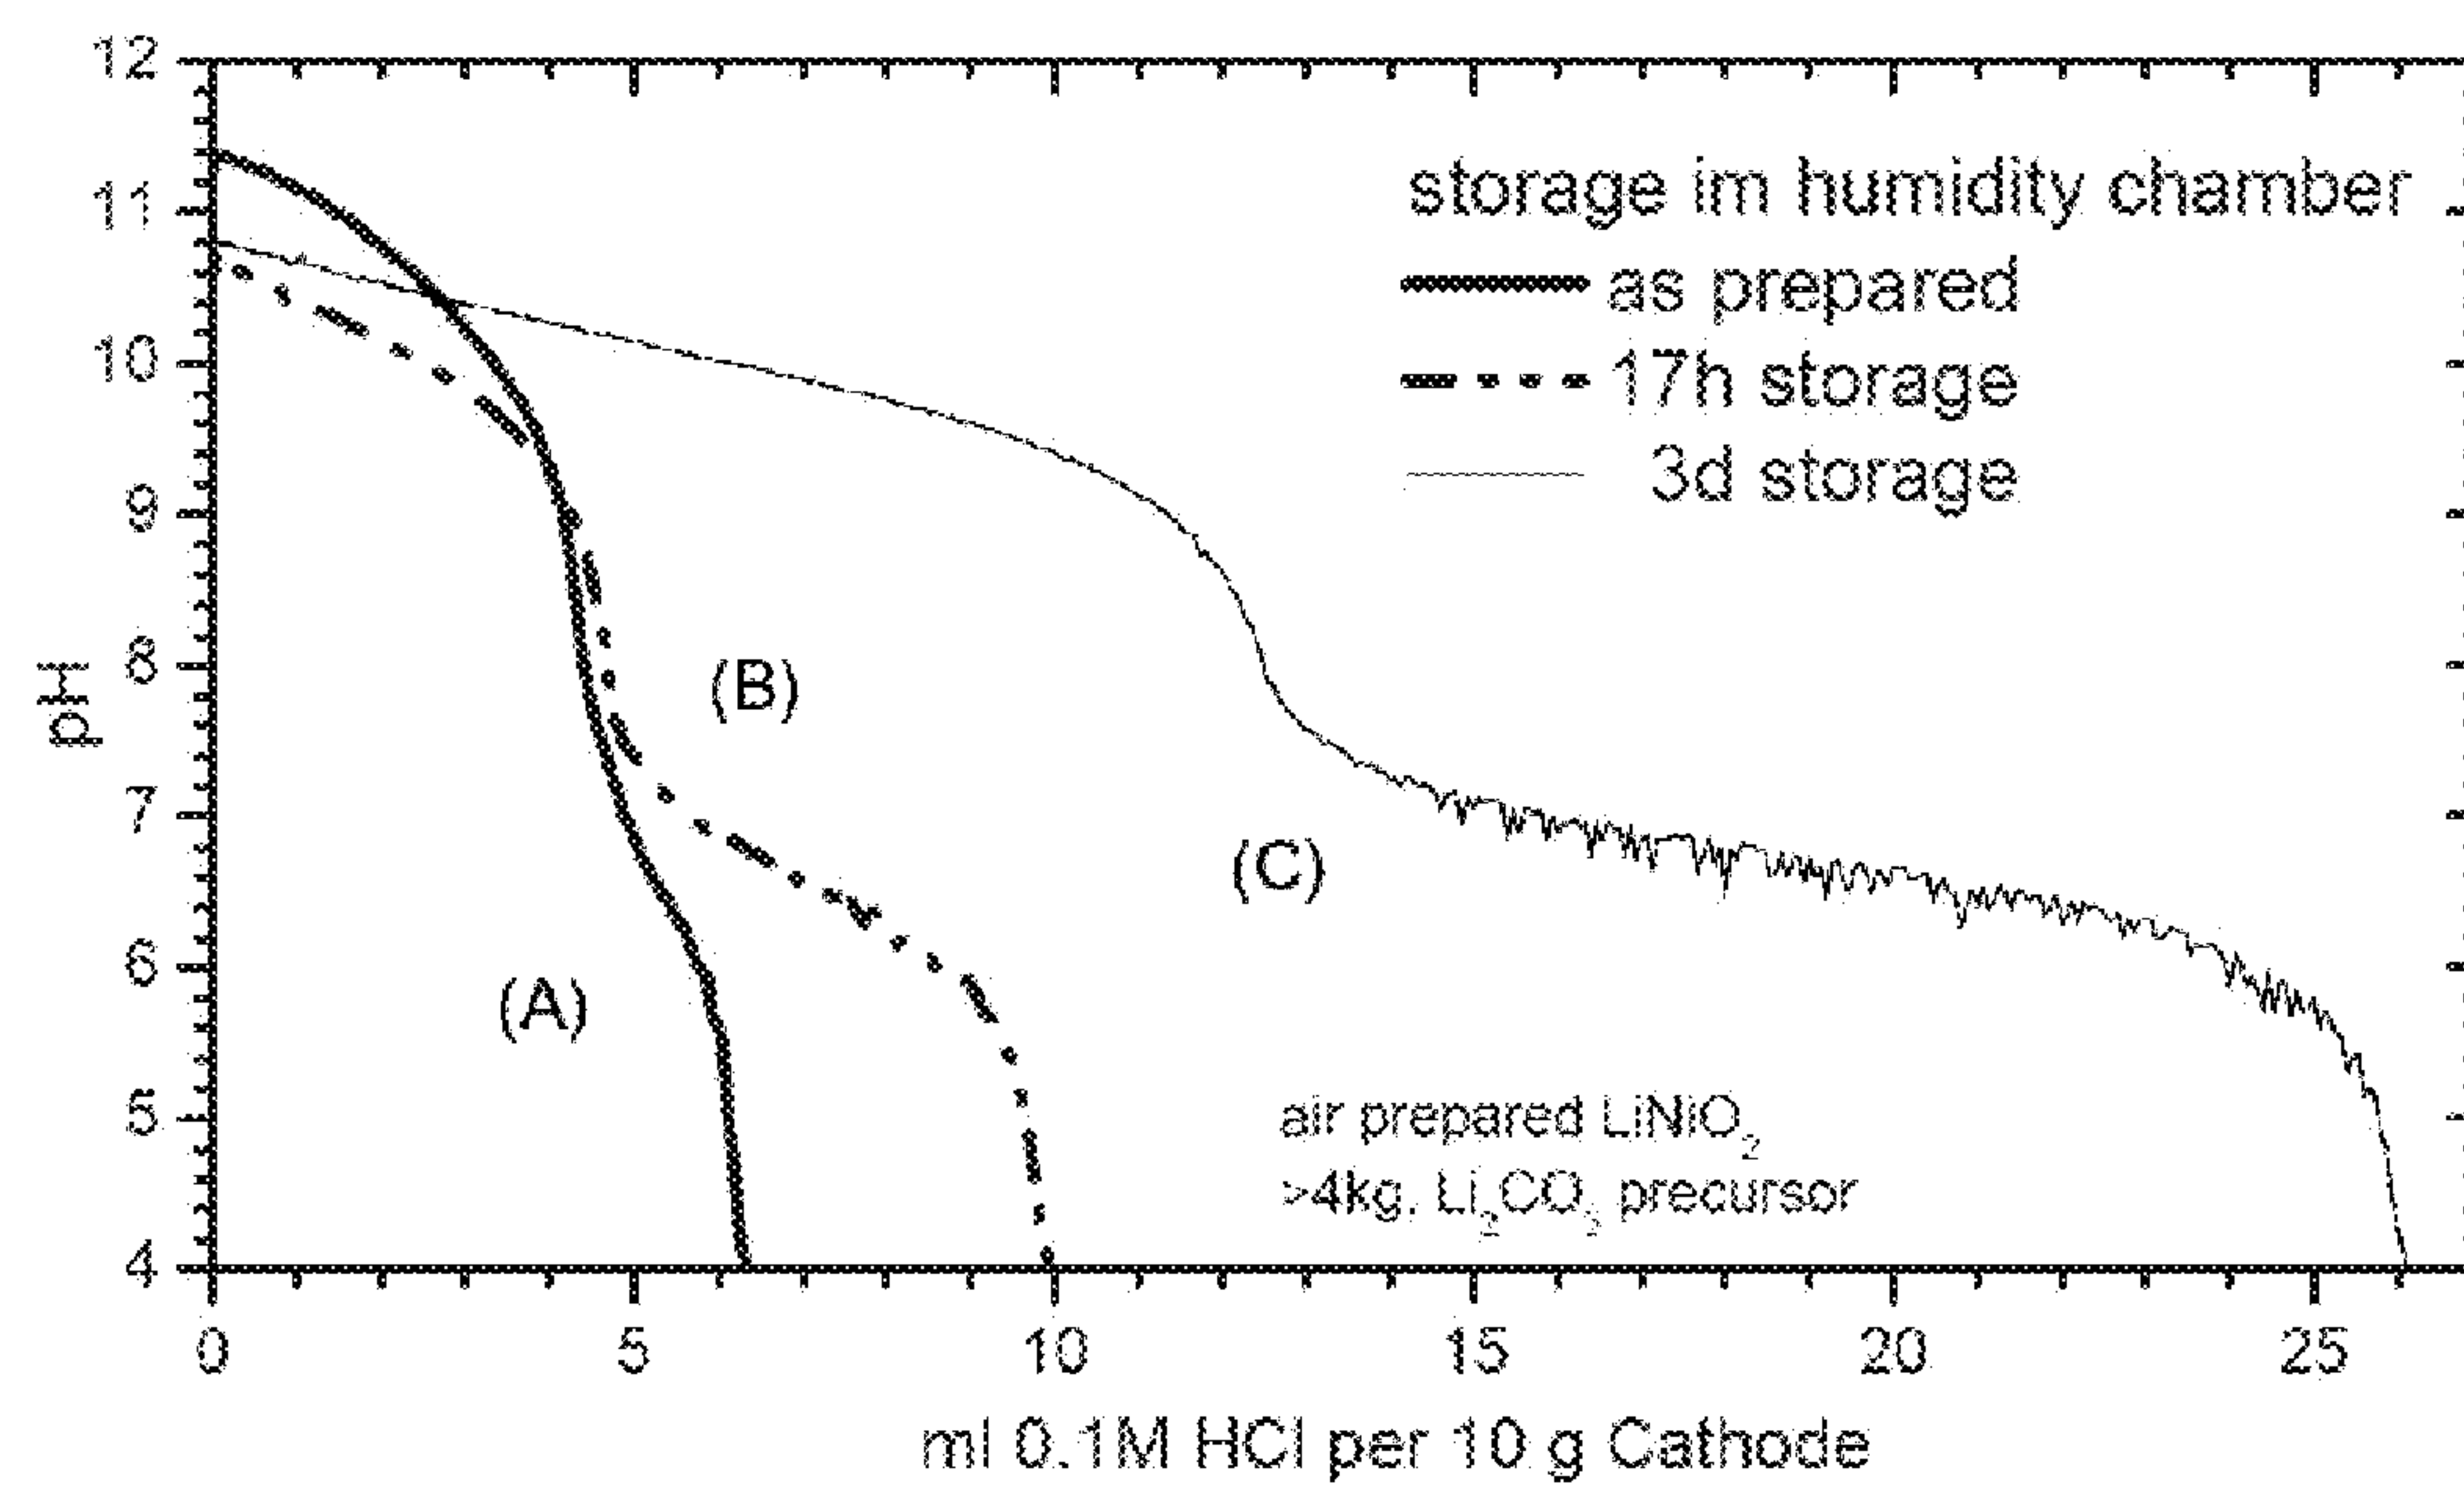 12
11
10
9
8
7
6
5
4
pH
storage im humidity chamber
as prepared
17h storage
3d storage
(A)
(B)
(C)
air prepared LiNiO₂
>4kg, Li₂CO₃ precursor
0 5 10 15 20 25
ml 0.1M HCl per 10 g Cathode